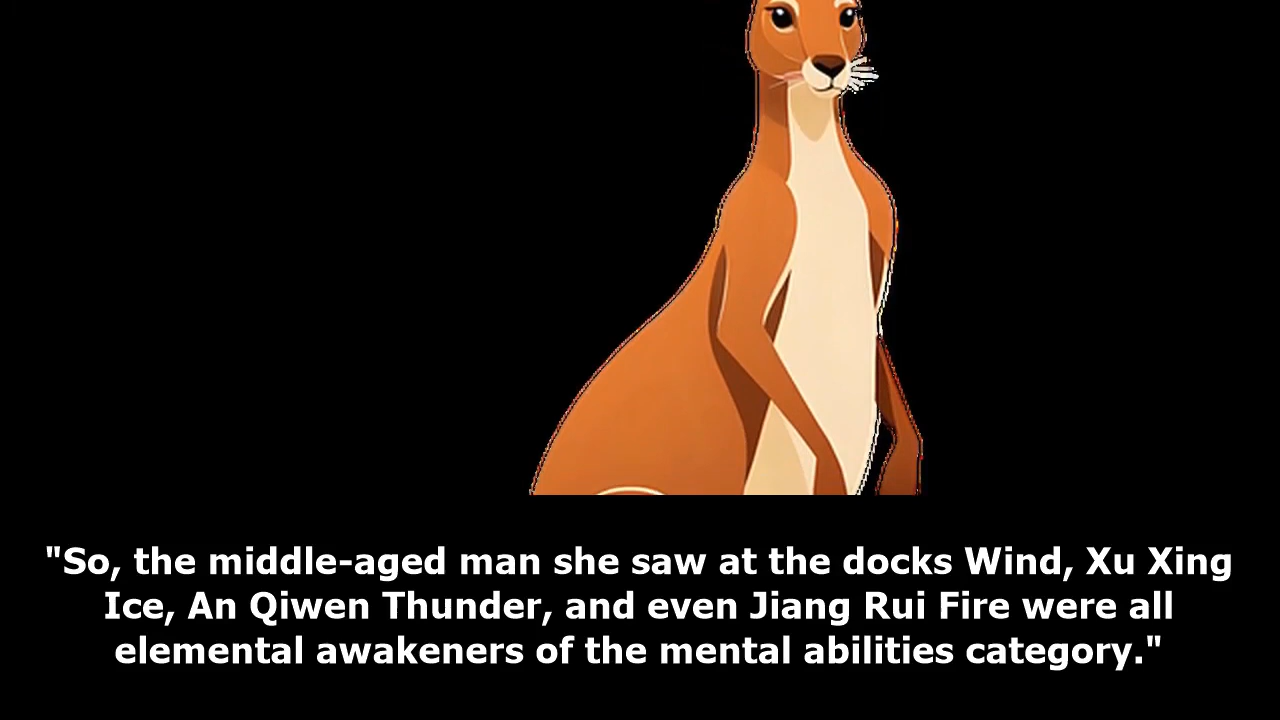 "So, the middle-aged man she saw at the docks Wind, Xu Xing
Ice, An Qiwen Thunder, and even Jiang Rui Fire were all
elemental awakeners of the mental abilities category."